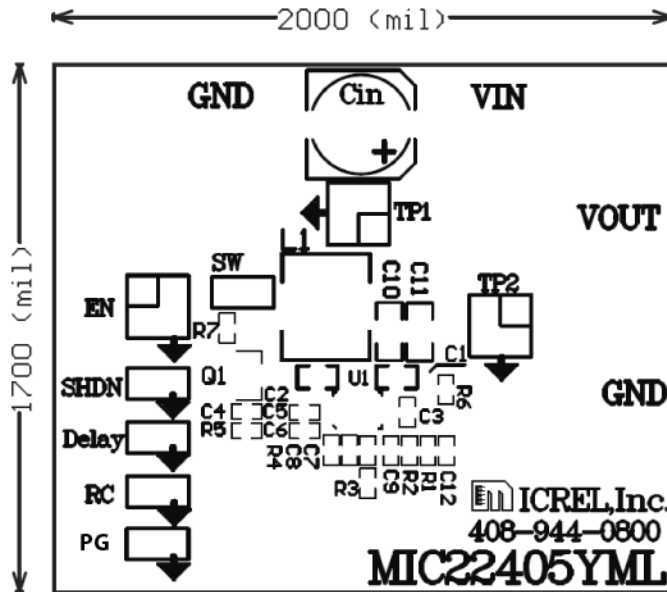 2000 (mil)
1700 (mil)
GND
Cin
VIN
TP1
VOUT
L1
SW
C10
C11
TP2
EN
R7
C1
SHDN
Q1
U1
GND
C2
R6
C4
C5
C3
Delay
R5
C6
R4
C8
C7
R3
C9
R2
R1
C12
RC
MICREL,Inc.
408-944-0800
PG
MIC22405YML